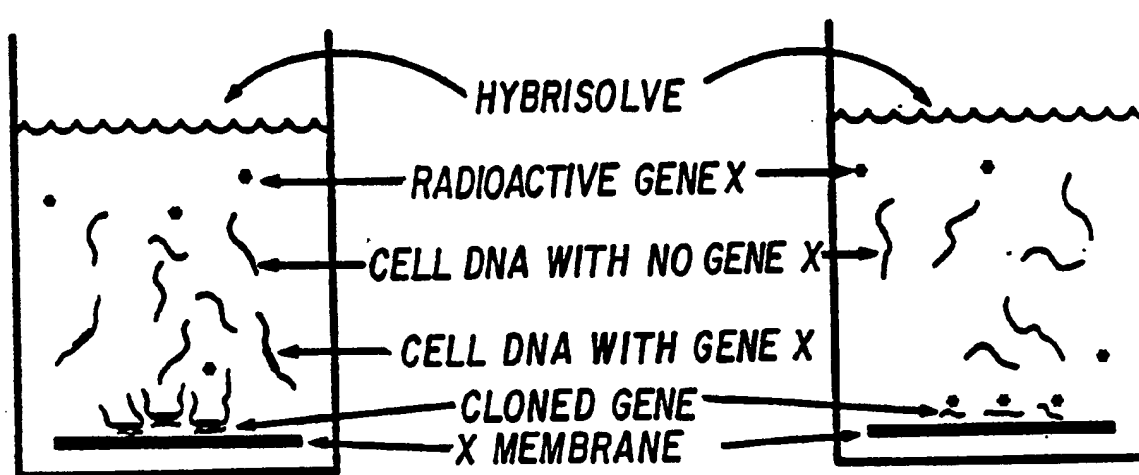 HYBRISOLVE
RADIOACTIVE GENE X
CELL DNA WITH NO GENE X
CELL DNA WITH GENE X
CLONED GENE
X MEMBRANE